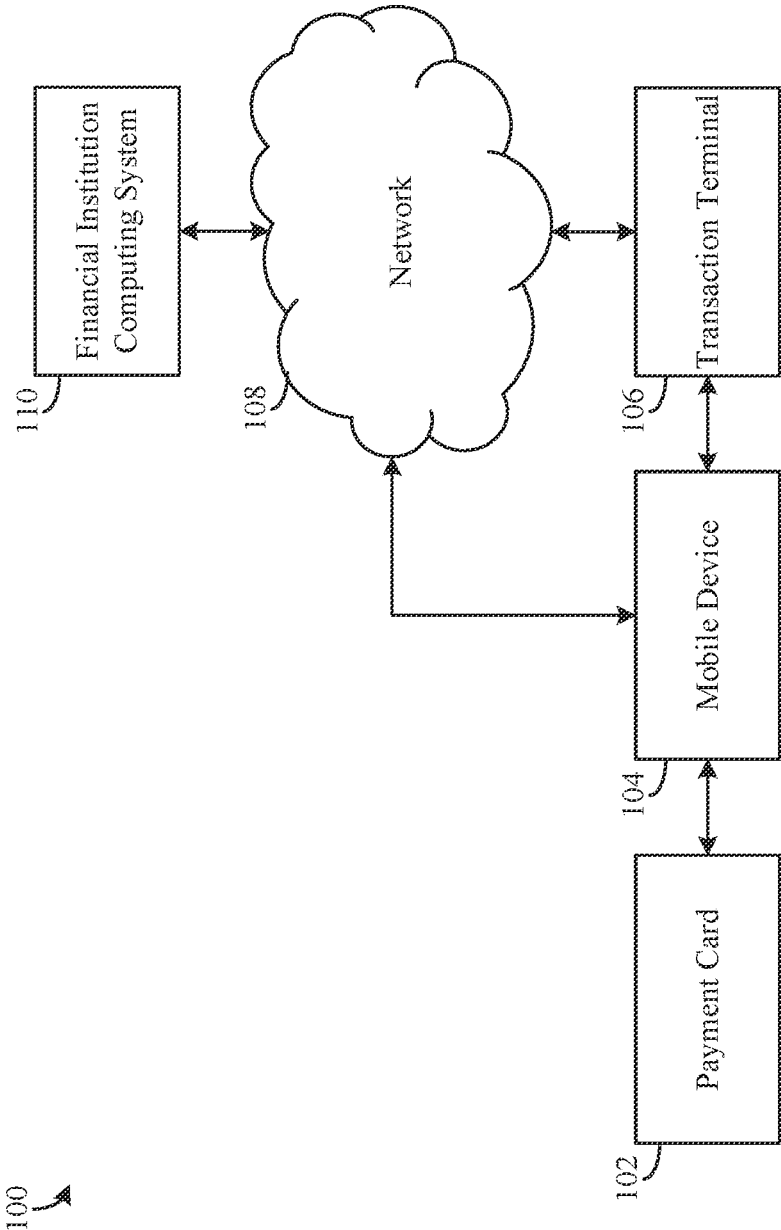 100
110
Financial Institution
Computing System
108
Network
102
Payment Card
104
Mobile Device
106
Transaction Terminal